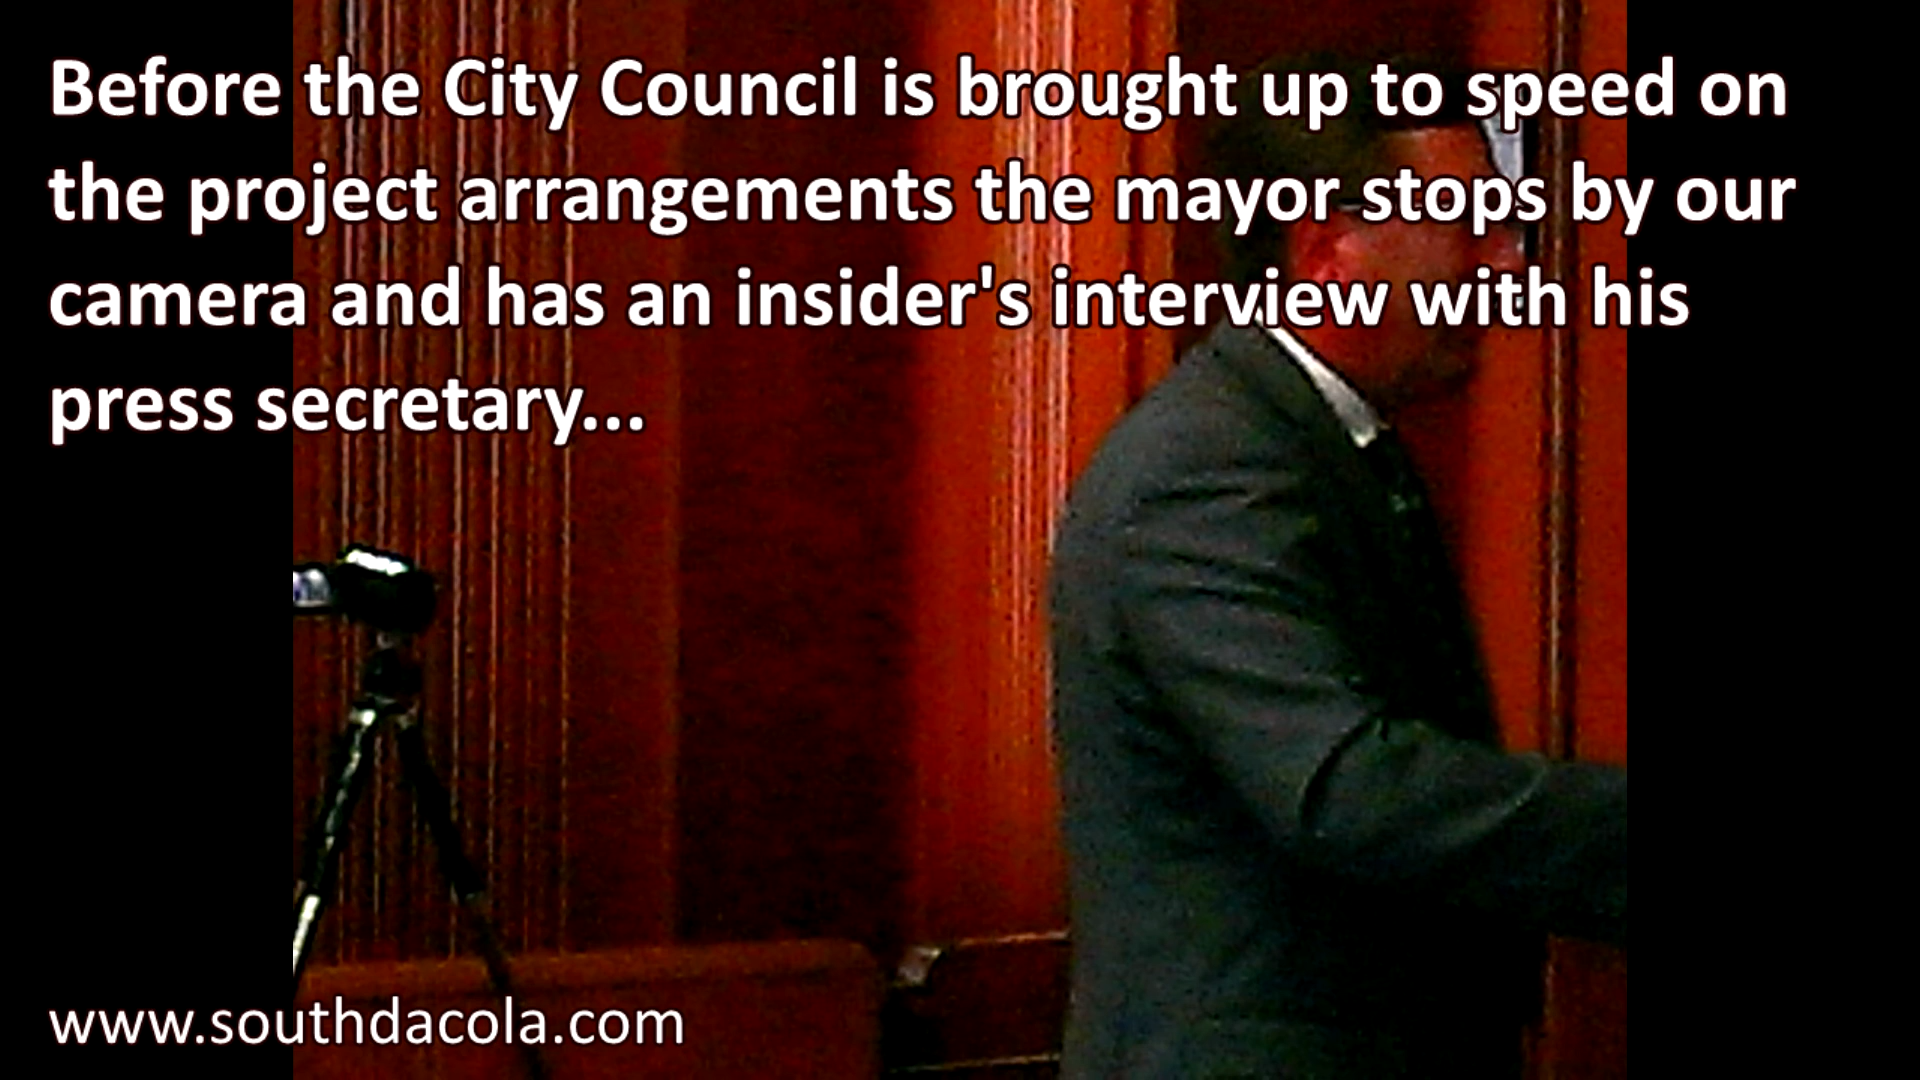 Before the City Council is brought up to speed on
the project arrangements the mayor stops by our
camera and has an insider's interview with his
press secretary...
www.southdacola.com